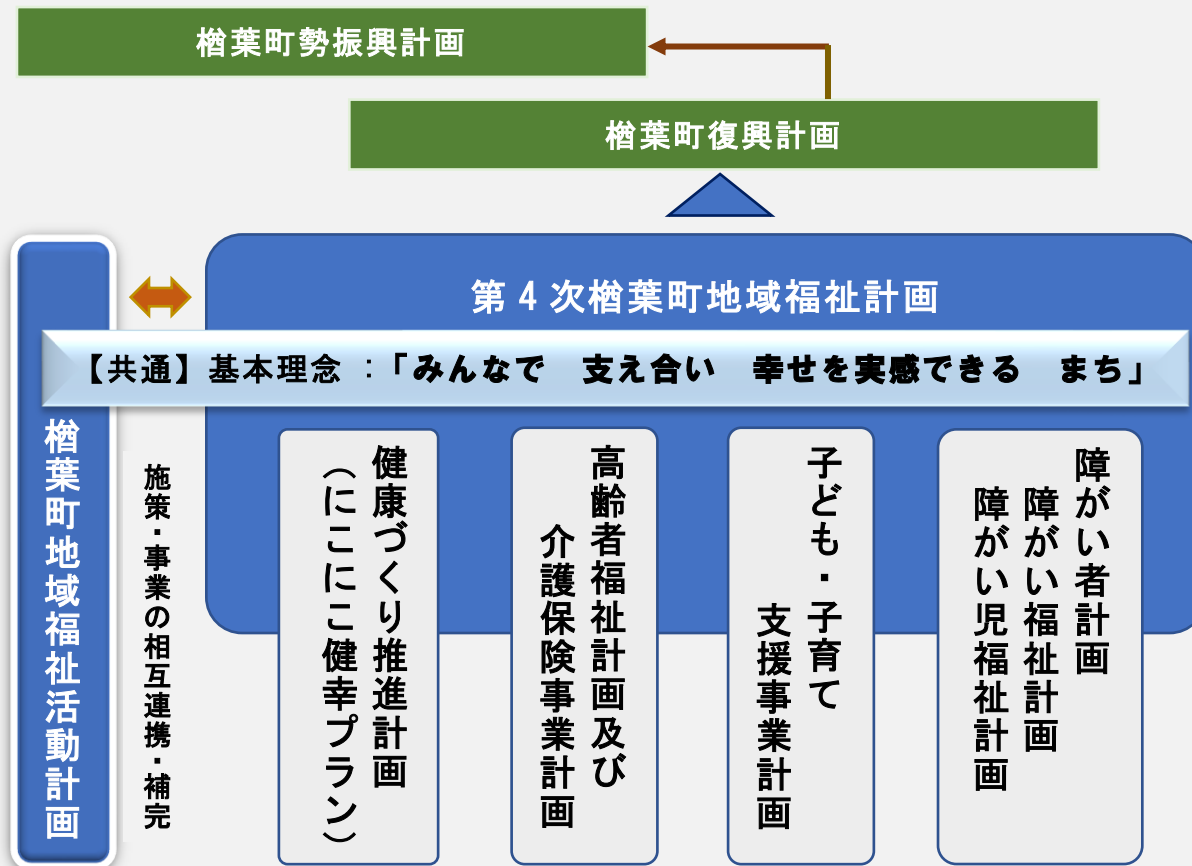 楢葉町勢振興計画
楢葉町復興計画
第4次楢葉町地域福祉計画
【共通】基本理念：「みんなで　支え合い　幸せを実感できる　まち」
楢葉町地域福祉活動計画
施策・事業の相互連携・補完
健康づくり推進計画
（にこにこ健幸プラン）
高齢者福祉計画及び
介護保険事業計画
子ども・子育て
支援事業計画
障がい者計画
障がい福祉計画
障がい児福祉計画